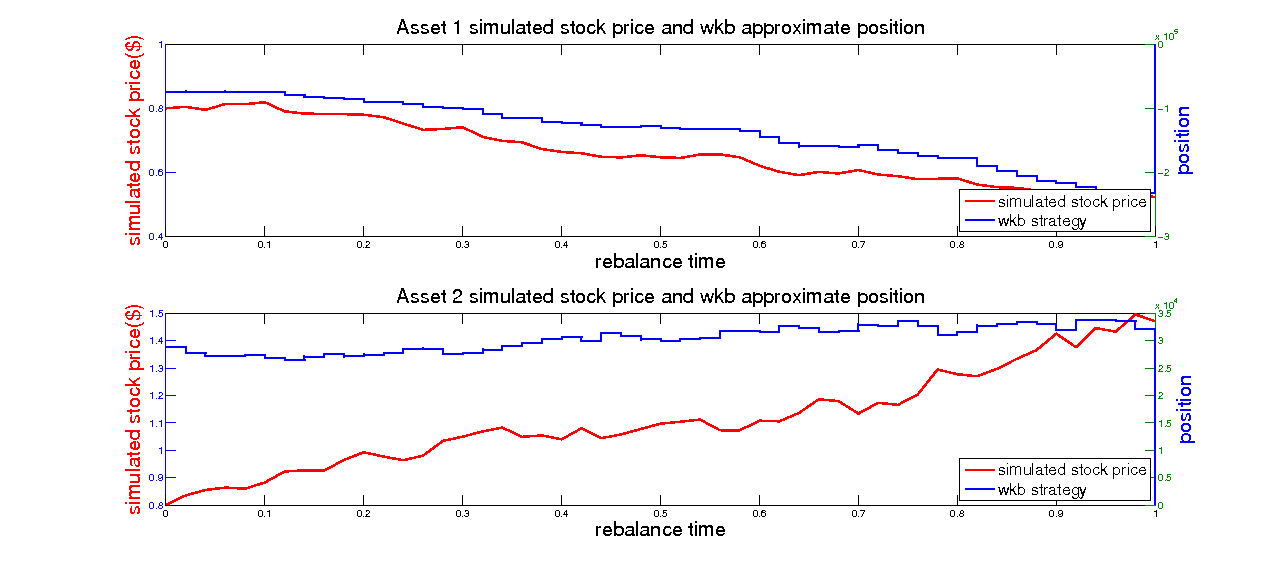 Asset 1 simulated stock price and wkb approximate position
simulated stock price($)
1
0.8
0.6
0.4
0 0.1 0.2 0.3 0.4 0.5 0.6 0.7 0.8 0.9 1
rebalance time
0
-1
-2
-3
position
simulated stock price
wkb strategy
Asset 2 simulated stock price and wkb approximate position
simulated stock price($)
1.5
1.4
1.3
1.2
1.1
1
0.9
0.8
0 0.1 0.2 0.3 0.4 0.5 0.6 0.7 0.8 0.9 1
rebalance time
x 10^4
3.5
3
2.5
2
1.5
1
0.5
0
position
simulated stock price
wkb strategy